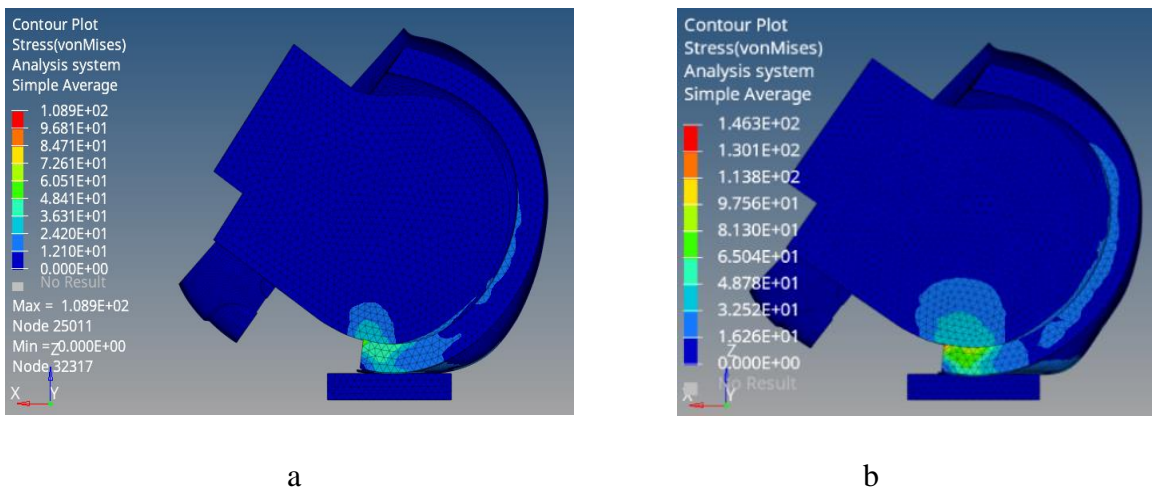 Contour Plot
Stress(vonMises)
Analysis system
Simple Average
1.089E+02
9.681E+01
8.471E+01
7.261E+01
6.051E+01
4.841E+01
3.631E+01
2.420E+01
1.210E+01
0.000E+00
No Result
Max = 1.089E+02
Node 25011
Min = 0.000E+00
Node 32317
Z
X Y
a
Contour Plot
Stress(vonMises)
Analysis system
Simple Average
1.463E+02
1.301E+02
1.138E+02
9.756E+01
8.130E+01
6.504E+01
4.878E+01
3.252E+01
1.626E+01
0.000E+00
No Result
Z
X Y
b